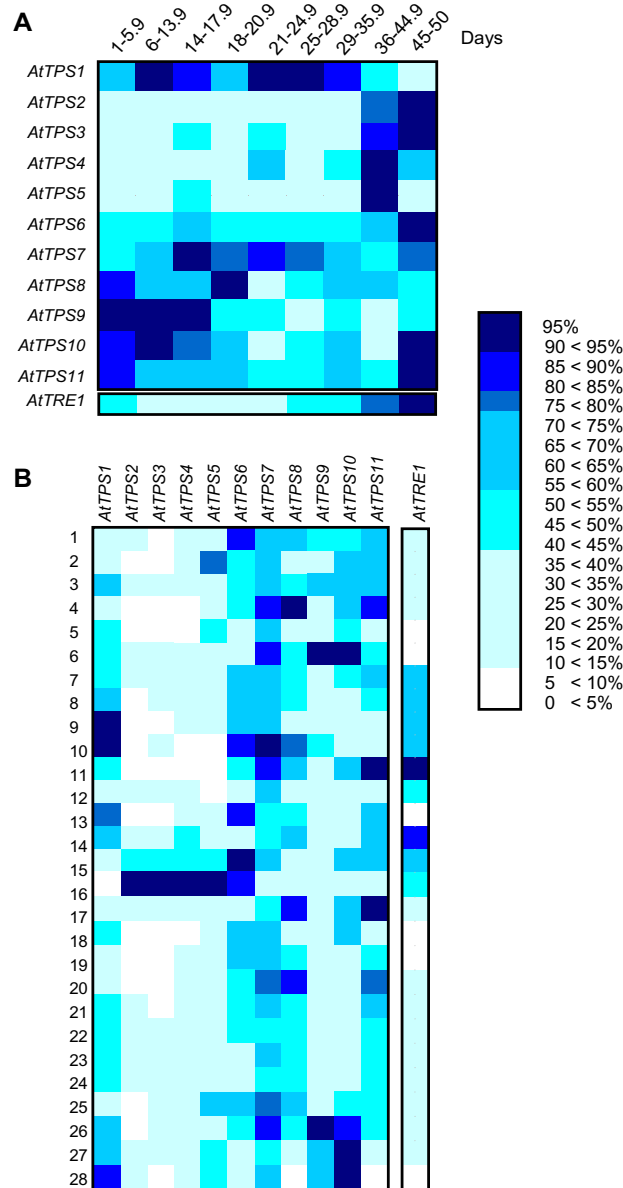 A
1-5.9
6-13.9
14-17.9
18-20.9
21-24.9
25-28.9
29-35.9
36-44.9
45-50
Days
AtTPS1
AtTPS2
AtTPS3
AtTPS4
AtTPS5
AtTPS6
AtTPS7
AtTPS8
AtTPS9
AtTPS10
AtTPS11
AtTRE1
95%
90 < 95%
85 < 90%
80 < 85%
75 < 80%
70 < 75%
65 < 70%
60 < 65%
55 < 60%
50 < 55%
45 < 50%
40 < 45%
35 < 40%
30 < 35%
25 < 30%
20 < 25%
15 < 20%
10 < 15%
5 < 10%
0 < 5%
B
AtTPS1
AtTPS2
AtTPS3
AtTPS4
AtTPS5
AtTPS6
AtTPS7
AtTPS8
AtTPS9
AtTPS10
AtTPS11
AtTRE1
1
2
3
4
5
6
7
8
9
10
11
12
13
14
15
16
17
18
19
20
21
22
23
24
25
26
27
28